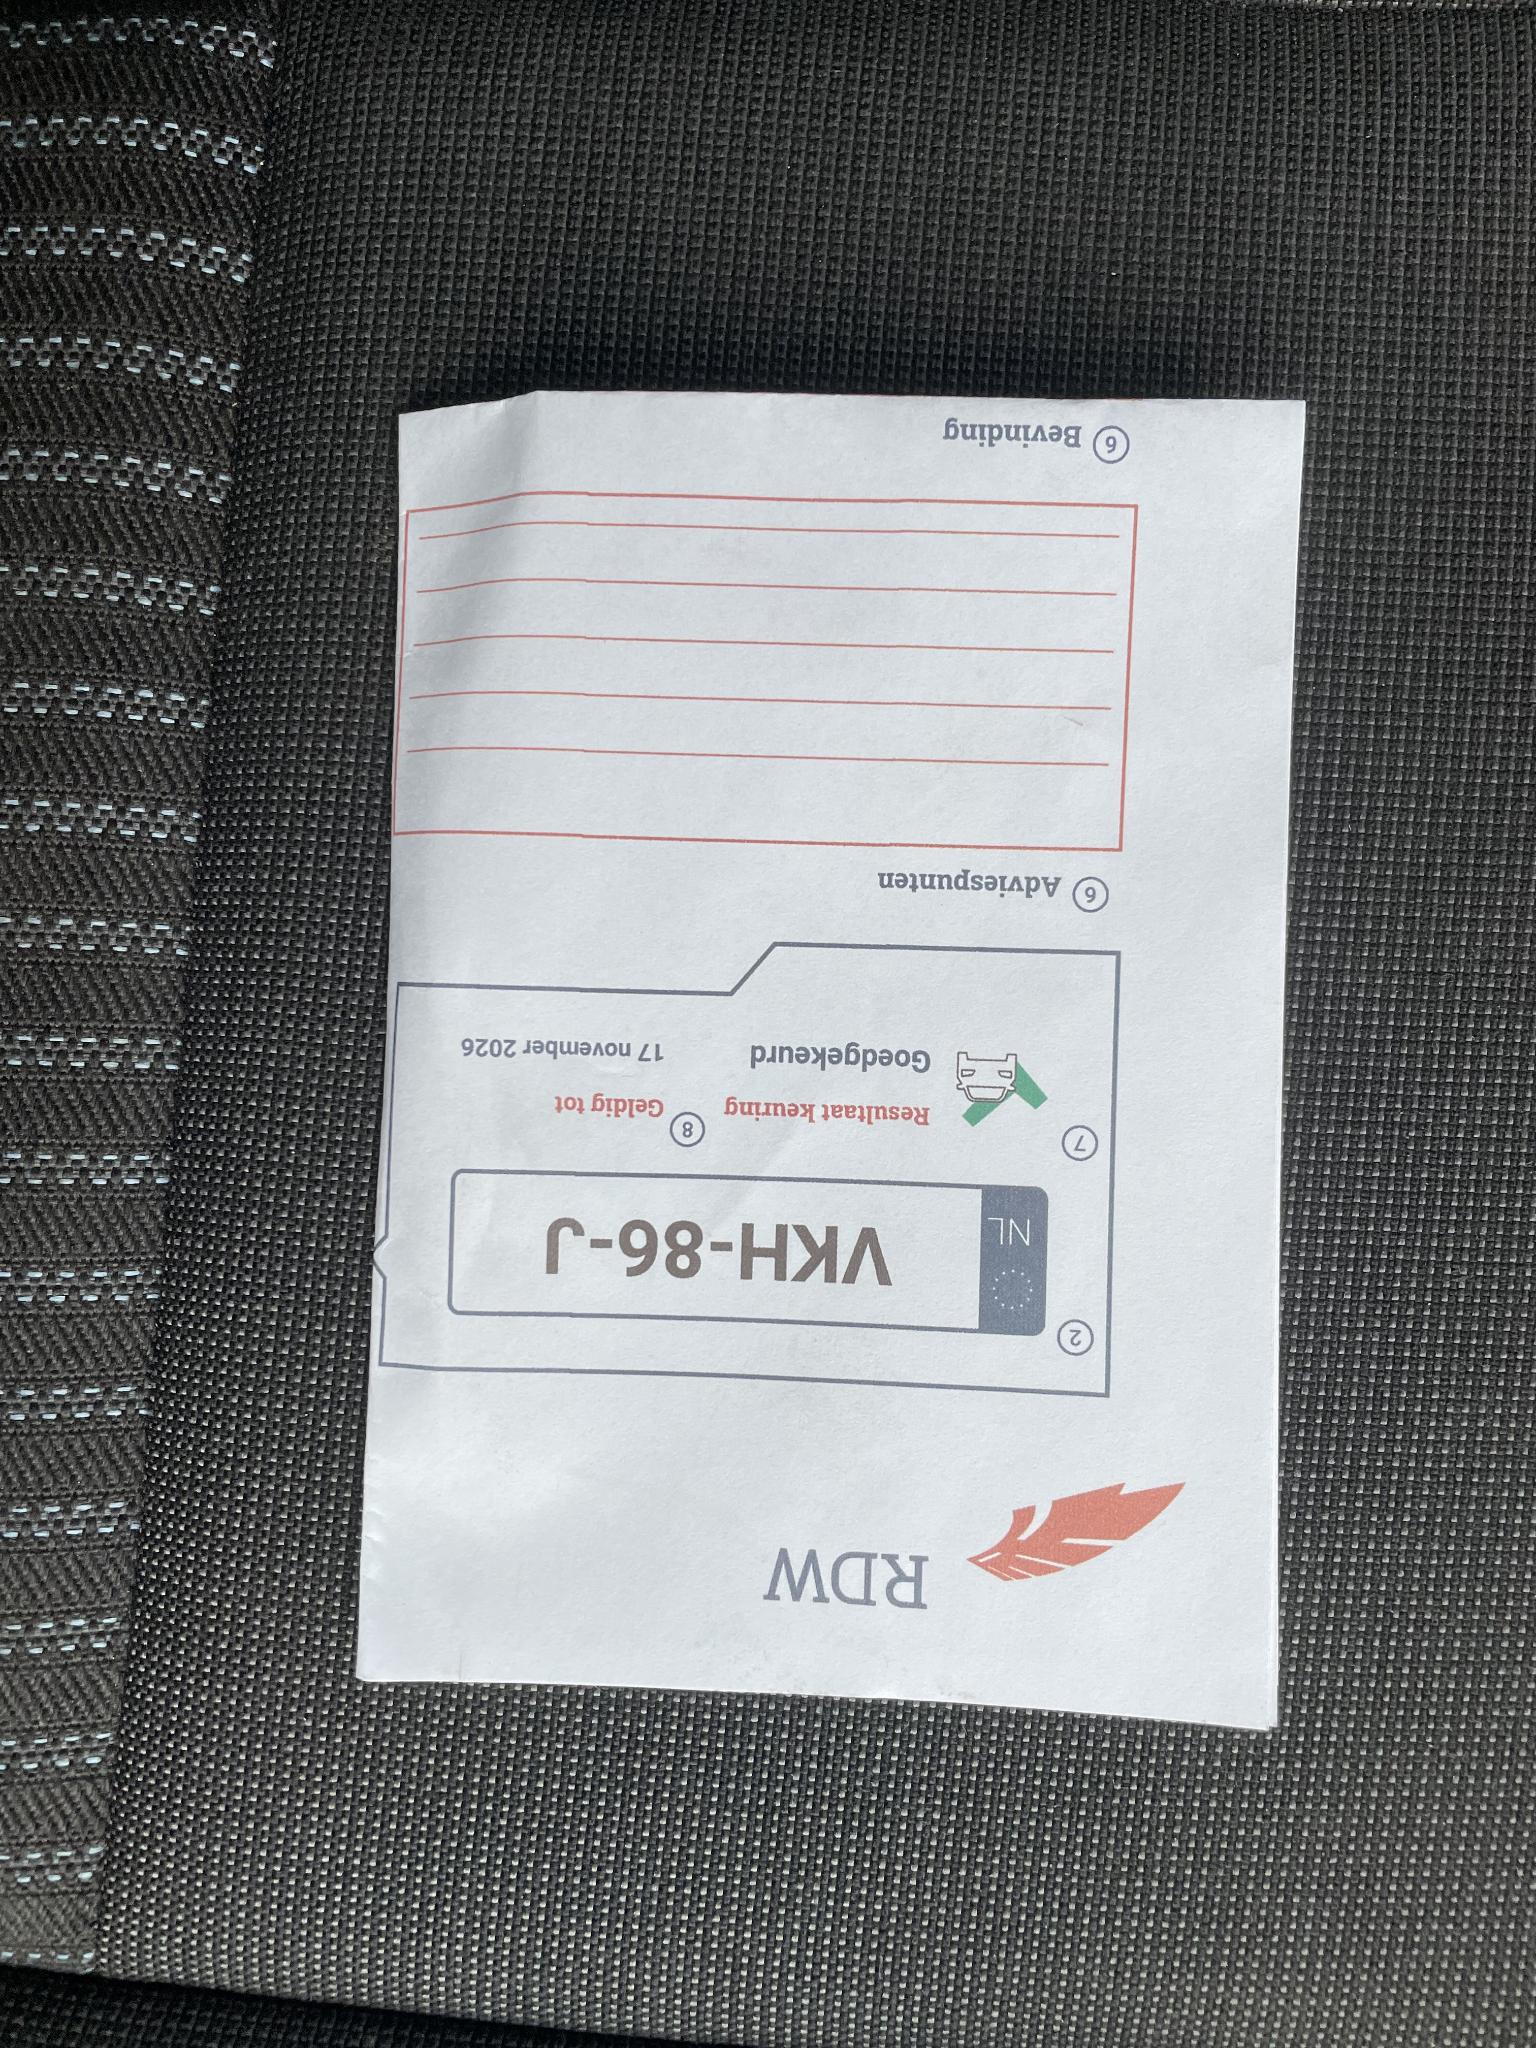 RDW
2
NL VKH-86-J
7 Resultaat keuring 8 Geldig tot
Goedgekeurd 17 november 2026
6 Adviespunten
6 Bevinding